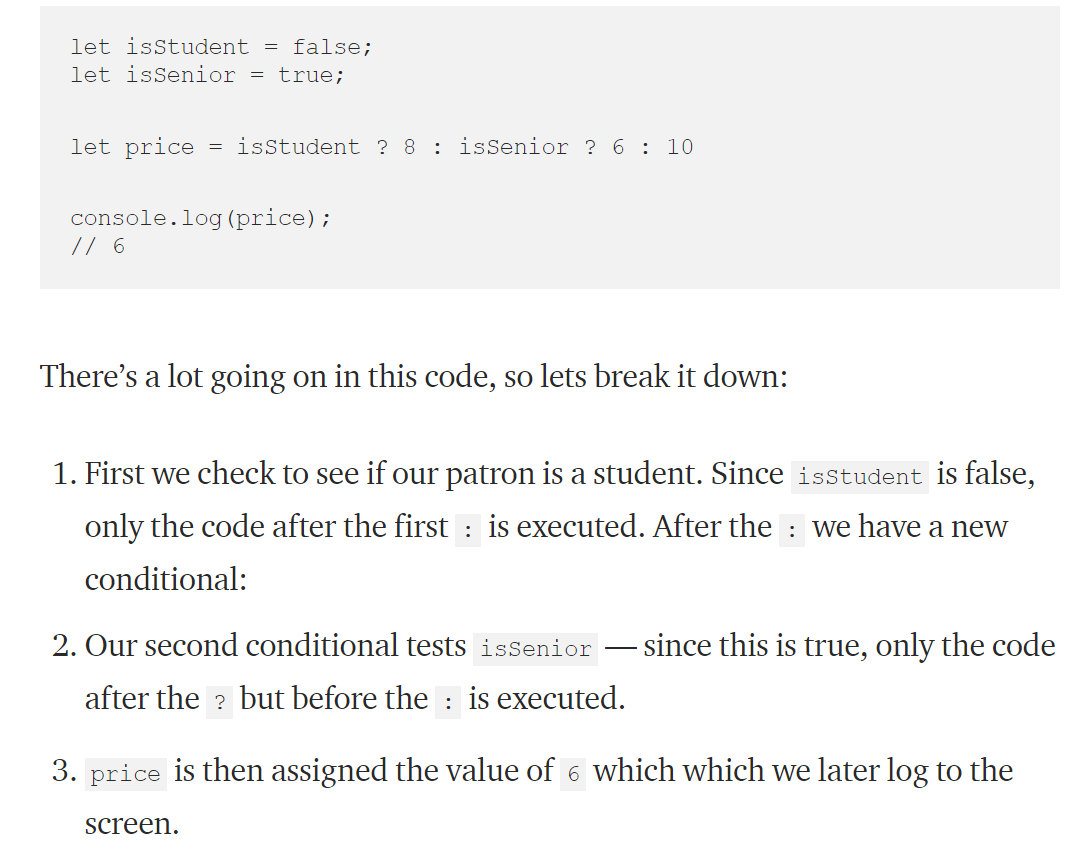 let isStudent = false;
let isSenior = true;
let price = isStudent ? 8 : isSenior ? 6 : 10
console.log(price);
// 6
There’s a lot going on in this code, so lets break it down:
1. First we check to see if our patron is a student. Since isStudent is false,
only the code after the first : is executed. After the : we have a new
conditional:
2. Our second conditional tests isSenior — since this is true, only the code
after the ? but before the : is executed.
3. price is then assigned the value of 6 which which we later log to the
screen.